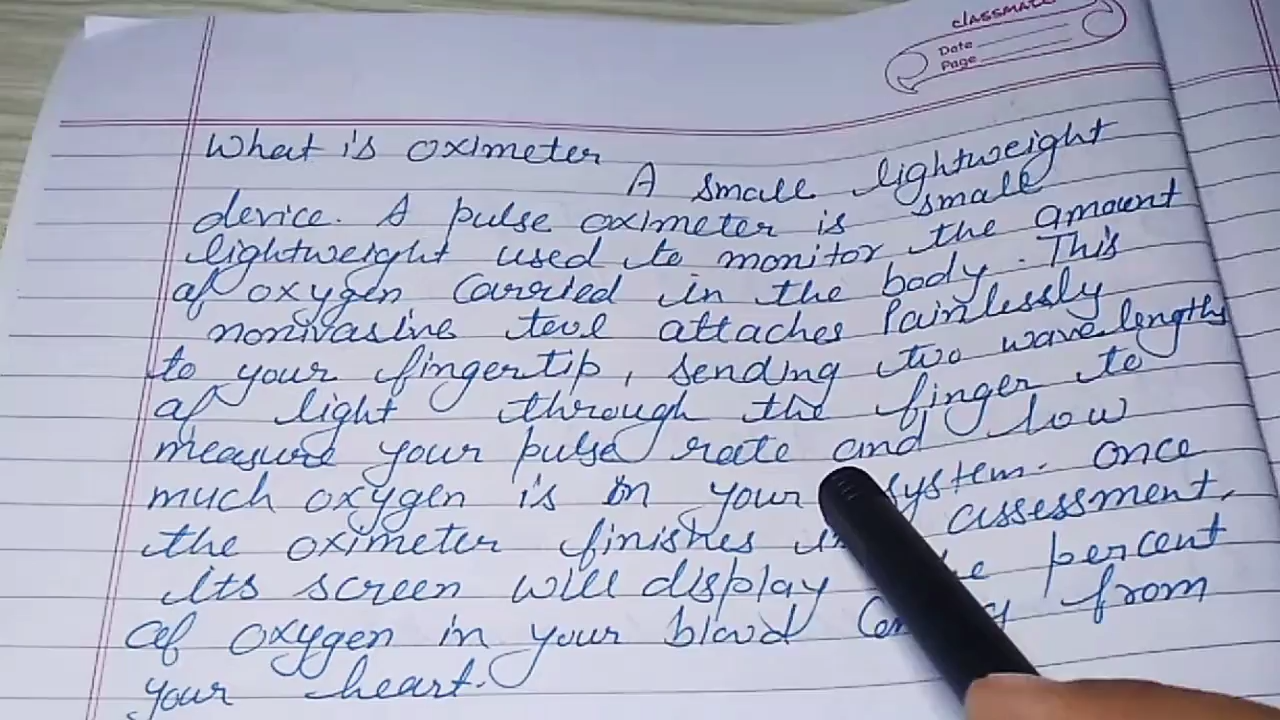 classmate
Date
Page
What is oximeter
A small lightweight
device. A pulse oximeter is small
lightweight used to monitor the amount
of oxygen carried in the body. This
nonivasine tool attaches painlessly
to your fingertip, sending two wavelengths
of light through the finger to
measure your pulse rate and low
much oxygen is in your system. once
the oximeter finishes assessment,
its screen will display percent
of oxygen in your blood from
your heart.